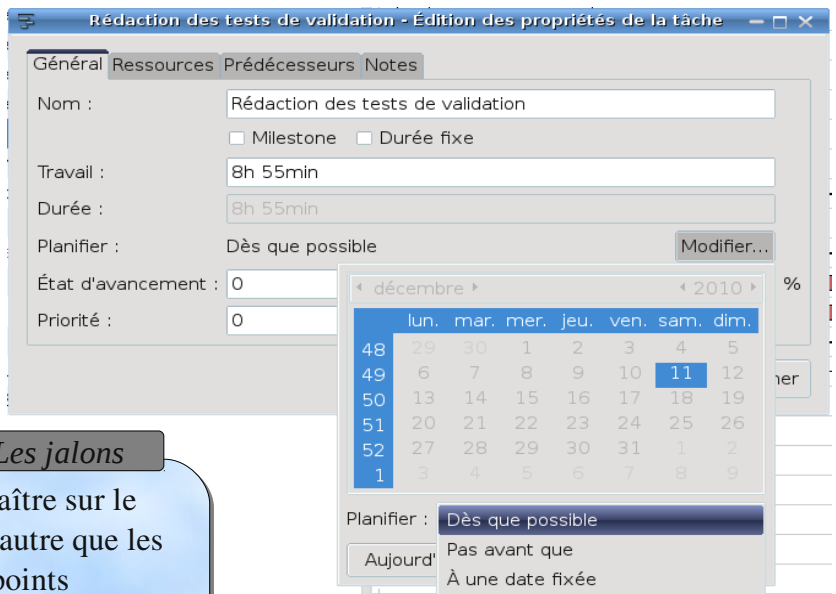 Rédaction des tests de validation - Édition des propriétés de la tâche
Général Ressources Prédécesseurs Notes
Nom : Rédaction des tests de validation
Milestone Durée fixe
Travail : 8h 55min
Durée : 8h 55min
Planifier : Dès que possible Modifier...
État d'avancement : 0 %
Priorité : 0
décembre 2010
lun. mar. mer. jeu. ven. sam. dim.
48 29 30 1 2 3 4 5
49 6 7 8 9 10 11 12
50 13 14 15 16 17 18 19
51 20 21 22 23 24 25 26
52 27 28 29 30 31 1 2
1 3 4 5 6 7 8 9
Planifier : Dès que possible
Aujourd' Pas avant que
À une date fixée
Les jalons
aître sur le
autre que les
points